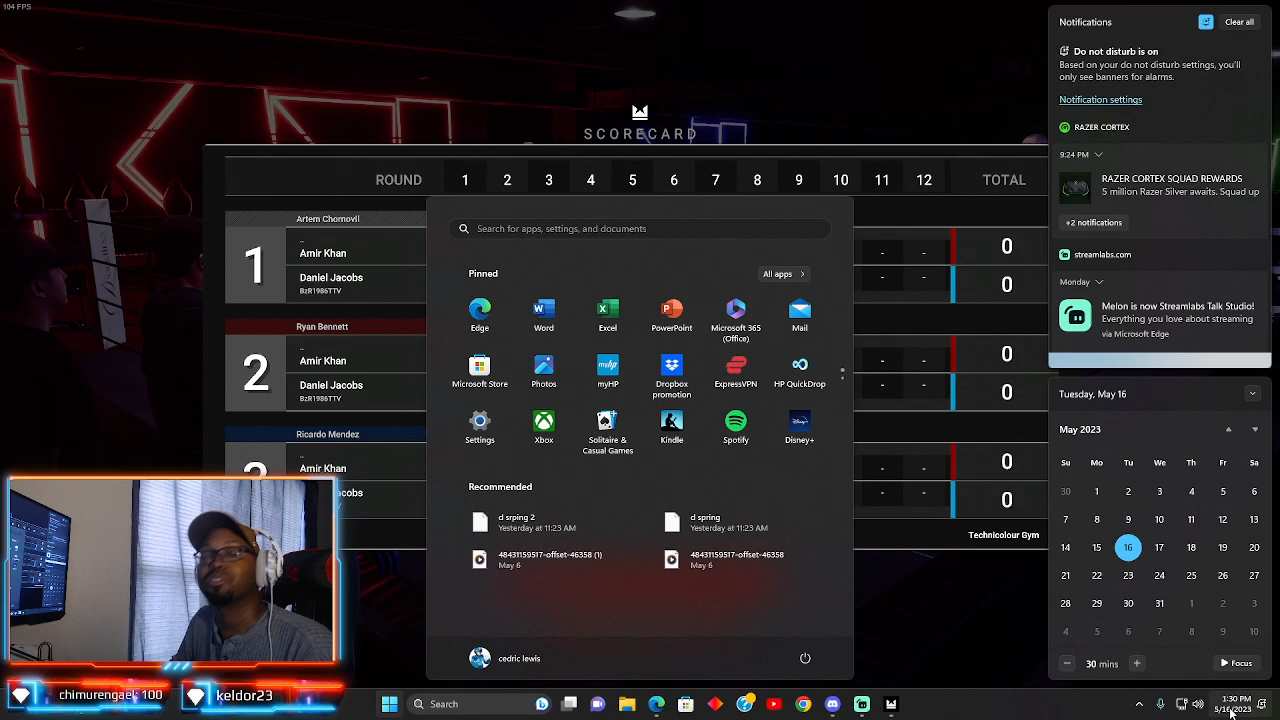 104 FPS
SCORECARD
ROUND 1 2 3 4 5 6 7 8 9 10 11 12 TOTAL
Artem Chornovil
1
..
Amir Khan - - 0
Daniel Jacobs - - 0
BzR1986TTV
Ryan Bennett
2
..
Amir Khan - - 0
Daniel Jacobs - - 0
BzR1986TTV
Ricardo Mendez
..
Amir Khan - - 0
- - 0
Technicolor Gym
Search for apps, settings, and documents
Pinned
All apps
Edge
Word
Excel
PowerPoint
Microsoft 365
(Office)
Mail
Microsoft Store
Photos
myHP
Dropbox
promotion
ExpressVPN
HP QuickDrop
Settings
Xbox
Solitaire &
Casual Games
Kindle
Spotify
Disney+
Recommended
Yesterday at 11:23 AM
d spring
Yesterday at 11:23 AM
48431159517-offset-46358 (1)
May 6
48431159517-offset-46358
May 6
cedric lewis
Notifications
Clear all
Do not disturb is on
Based on your do not disturb settings, you'll
only see banners for alarms.
Notification settings
RAZER CORTEX
9:24 PM
RAZER CORTEX SQUAD REWARDS
5 million Razer Silver awaits. Squad up
+2 notifications
streamlabs.com
Monday
Melon is now Streamlabs Talk Studio!
Everything you love about streaming
via Microsoft Edge
Tuesday, May 16
May 2023
Su Mo Tu We Th Fr Sa
30 1 2 3 4 5 6
7 8 9 10 11 12 13
14 15 16 17 18 19 20
21 22 23 24 25 26 27
28 29 30 31 1 2 3
4 5 6 7 8 9 10
30 mins
Focus
keldor23
Search
1:30 PM
5/16/2023